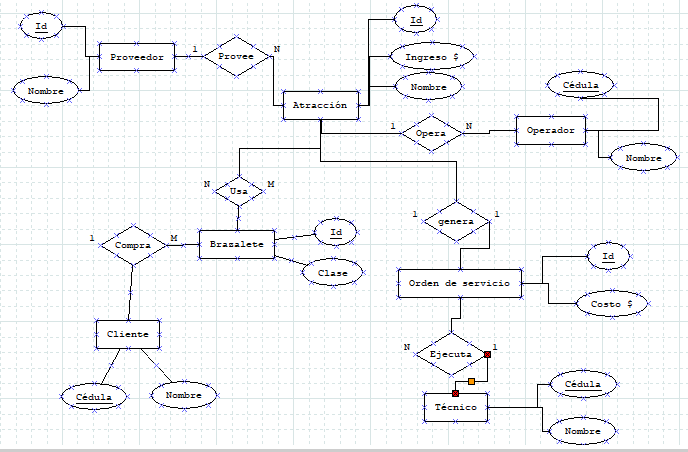 Id
Id
Proveedor
1
Provee
N
Ingreso $
Nombre
Nombre
Atracción
Cédula
1
Opera
N
Operador
Nombre
N
Usa
M
1
genera
1
1
Compra
M
Brazalete
Id
Clase
Id
Orden de servicio
Costo $
Cliente
N
Ejecuta
1
Cédula
Nombre
Técnico
Cédula
Nombre